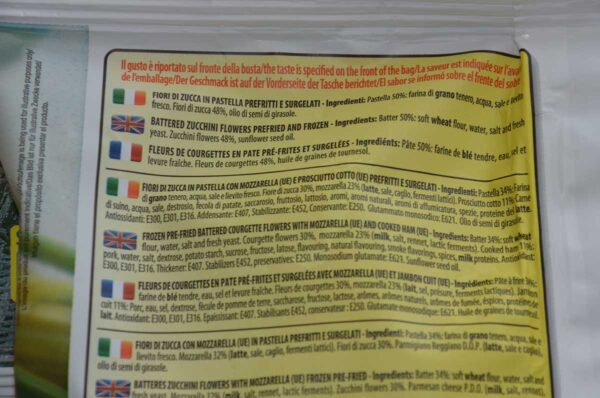 Il gusto è riportato sul fronte della busta/the taste is specified on the front of the bag/La saveur est indiquée sur l'avant
de l'emballage/Der Geschmack ist auf der Vorderseite der Tasche berichtet/El sabor se informó sobre el frente del
FIORI DI ZUCCA IN PASTELLA PREFRITTI E SURGELATI - Ingredienti: Pastella 50%: farina di grano tenero, acqua, sale e lievito
fresco. Fiori di zucca 48%, olio di semi di girasole.
BATTERED ZUCCHINI FLOWERS PREFRIED AND FROZEN - Ingredients: Batter 50%: soft wheat flour, water, salt and fresh
yeast. Zucchini flowers 48%, sunflower seed oil.
FLEURS DE COURGETTES EN PATE PRÉ-FRITES ET SURGELÉES - Ingrédients: Pâte 50%: farine de blé tendre, eau, sel et
levure fraîche. Fleurs de courgettes 48%, huile de graines de tournesol.
FIORI DI ZUCCA IN PASTELLA CON MOZZARELLA (UE) E PROSCIUTTO COTTO (UE) PREFRITTI E SURGELATI - Ingredienti: Pastella 34%: Farina
di grano tenero, acqua, sale e lievito fresco. Fiori di zucca 30%, mozzarella 23% (latte, sale, caglio, fermenti lattici). Prosciutto cotto 11%: Carne
di suino, acqua, sale, destrosio, fecola di patate, saccarosio, fruttosio, lattosio, aromi, aromi naturali, aromi di affumicatura, spezie, proteine del latte.
Antiossidanti: E300, E301, E316. Addensante: E407, Stabilizzante: E452, Conservante: E250. Glutammato monosodico: E621. Olio di semi di girasole.
FROZEN PRE-FRIED BATTERED COURGETTE FLOWERS WITH MOZZARELLA (UE) AND COOKED HAM (UE) - Ingredients: Batter 34%: soft wheat
flour, water, salt and fresh yeast. Courgette flowers 30%, mozzarella 23% (milk, salt, rennet, lactic ferments). Cooked ham 11%:
pork, water, salt, dextrose, potato starch, sucrose, fructose, latose, flavouring, natural flavouring, smoke flavorings, spices, milk proteins. Antioxidant:
E300, E301, E316. Thickener: E407. Stabilizers E452, preservatives: E250. Monosodium glutamate: E621. Sunflower seed oil.
FLEURS DE COURGETTES EN PATE PRÉ-FRITES ET SURGELÉES AVEC MOZZARELLA (UE) ET JAMBON CUIT (UE) - Ingrédients: Pâte à frire 34%:
farine de blé tendre, eau, sel et levure fraîche. Fleurs de courgettes 30%, mozzarella 23% (lait, sel, présure, ferments lactiques). Jambon
cuit 11%: Porc, eau, sel, dextrose, fécule de pomme de terre, saccharose, fructose, lactose, arômes, arômes naturels, arômes de fumée, épices, protéines de
lait. Antioxidant: E300, E301, E316. Epaississant: E407. Stabilisants E452, conservateur : E250. Glutamate monosodique: E621. Huile de graines de tournesol.
FIORI DI ZUCCA CON MOZZARELLA (UE) IN PASTELLA PREFRITTI E SURGELATI - Ingredienti: Pastella 34%: farina di grano tenero, acqua, sale e
lievito fresco. Mozzarella 32% (latte, sale, caglio, fermenti lattici). Fiori di zucca 30%. Parmigiano Reggiano D.O.P. (latte, sale, caglio),
olio di semi di girasole.
BATTERES ZUCCHINI FLOWERS WITH MOZZARELLA (UE) FROZEN PRE-FRIED - Ingredients: Batter 34%: soft wheat flour, water, salt and
fresh yeast. Mozzarella 32% (milk, salt, rennet, lactic ferments). Zucchini flowers 30%. Parmesan cheese P.D.O. (milk, salt, rennet),